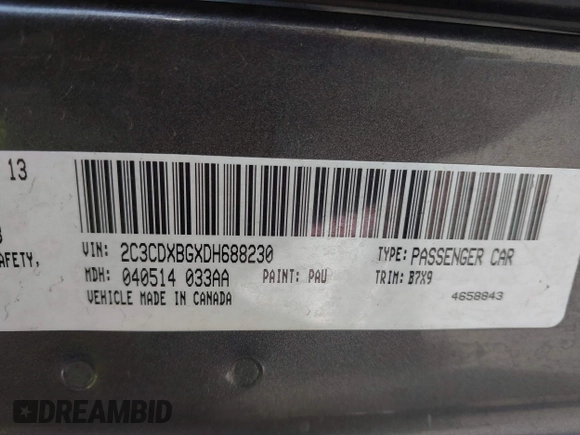 13
AFETY,
VIN: 2C3CDXBGXDH688230
TYPE: PASSENGER CAR
MDH: 040514 033AA
PAINT: PAU
TRIM: B7X9
VEHICLE MADE IN CANADA
4658843
DREAMBID